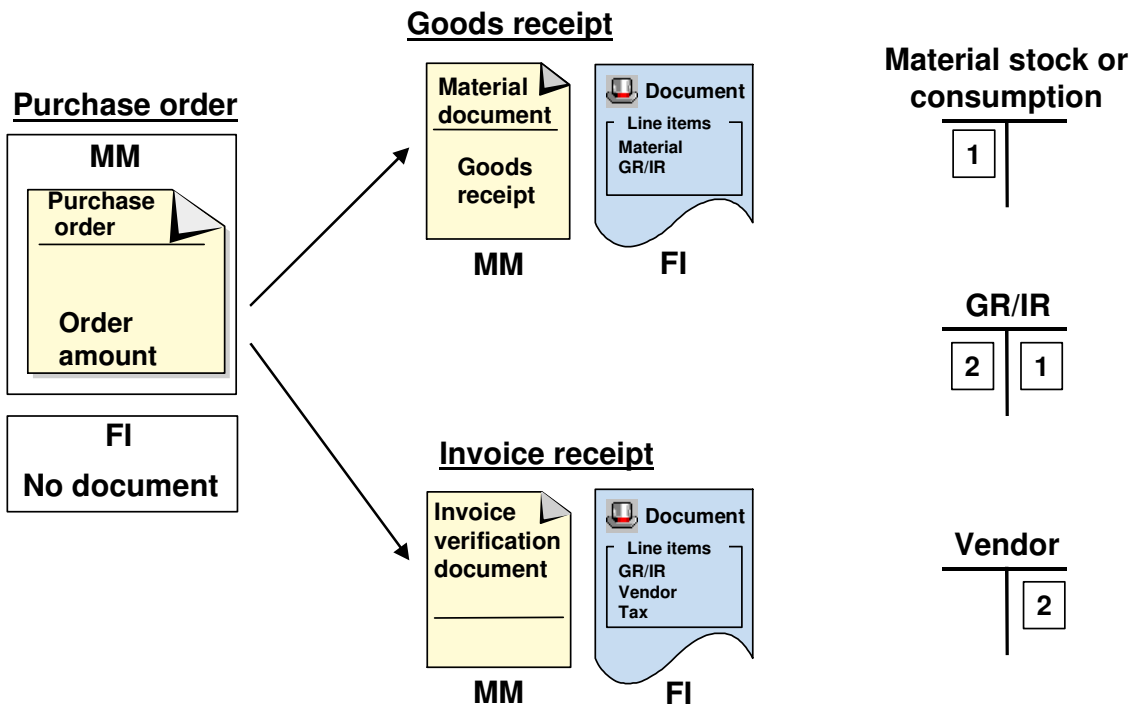 Purchase order
MM
Purchase
order
Order
amount
FI
No document
Goods receipt
Material
document
Goods
receipt
MM
Document
Line items
Material
GR/IR
FI
Invoice receipt
Invoice
verification
document
MM
Document
Line items
GR/IR
Vendor
Tax
FI
Material stock or
consumption
1
GR/IR
2 1
Vendor
2